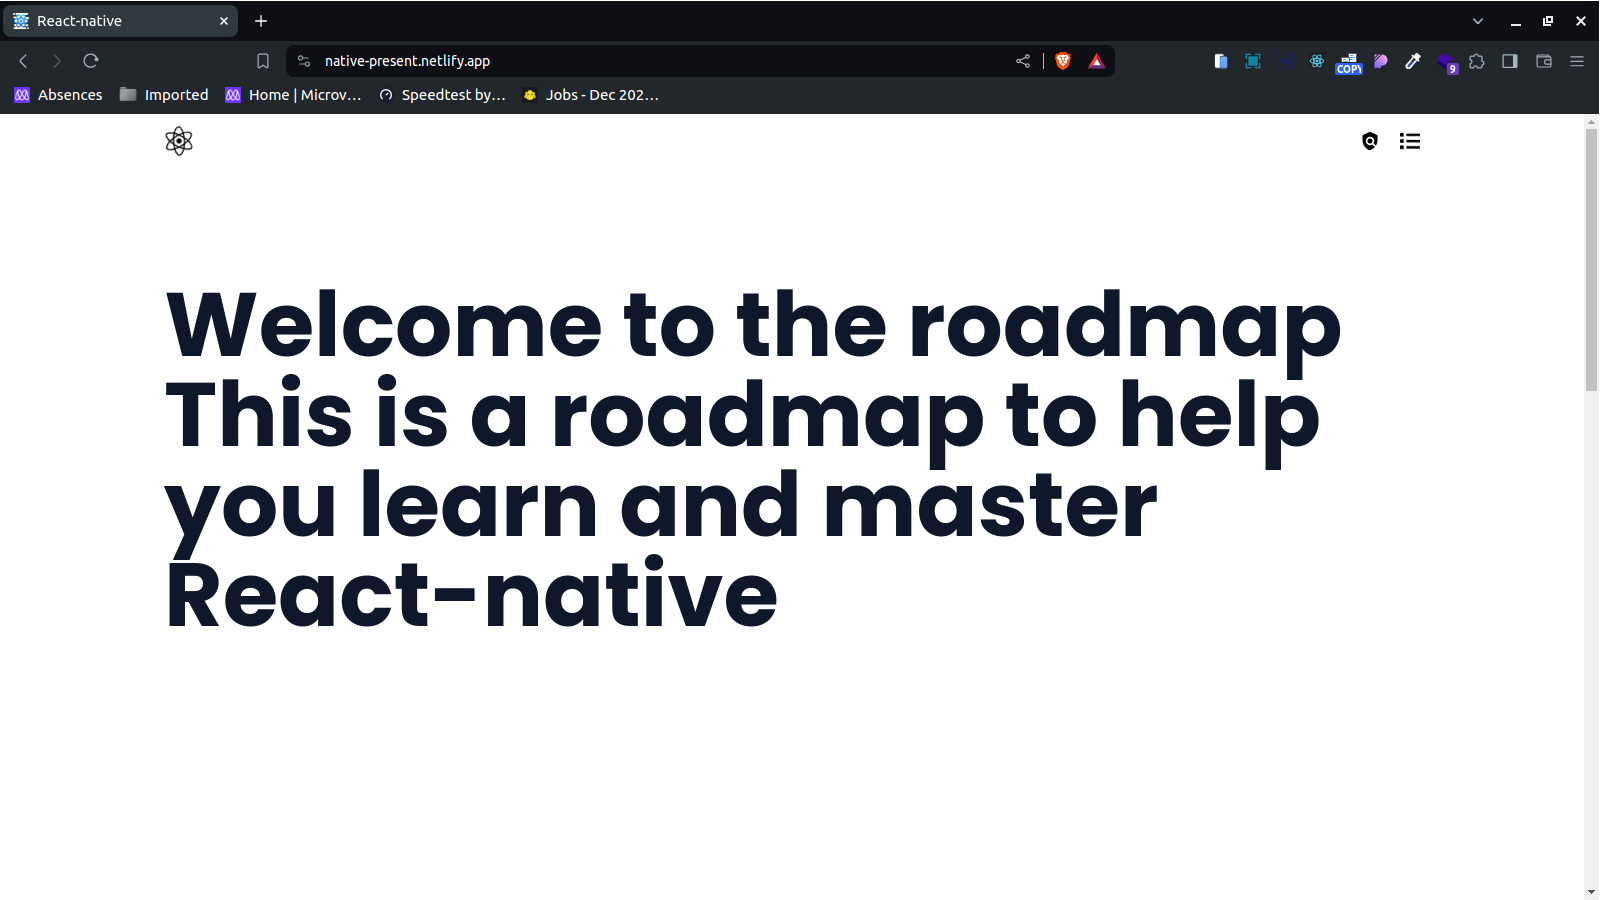 React-native
native-present.netlify.app
COPY
9
Absences
Imported
Home | Microv...
Speedtest by...
Jobs - Dec 202...
Welcome to the roadmap
This is a roadmap to help
you learn and master
React-native